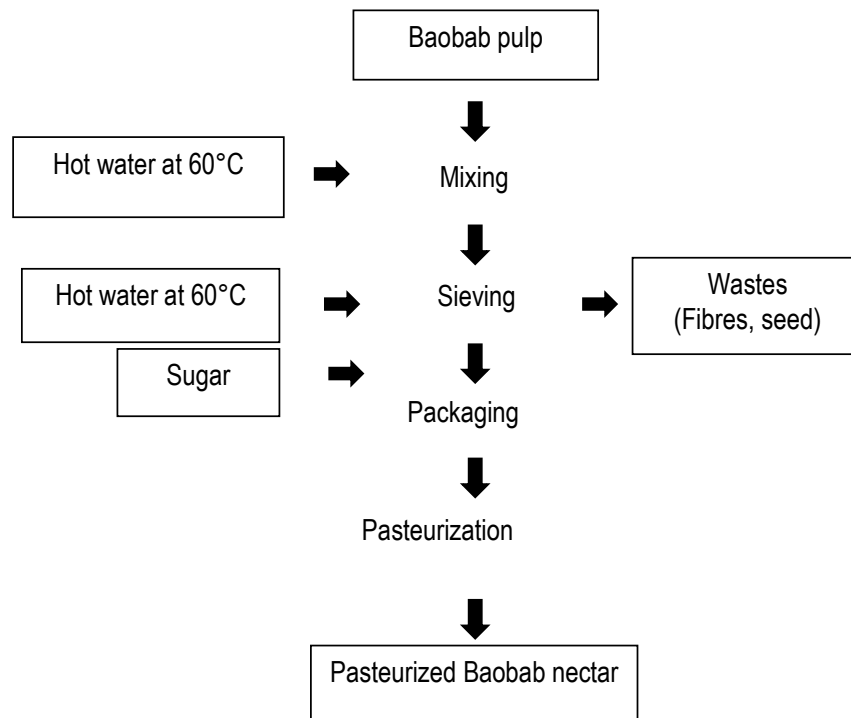 Baobab pulp
Hot water at 60°C
Mixing
Hot water at 60°C
Sieving
Wastes
(Fibres, seed)
Sugar
Packaging
Pasteurization
Pasteurized Baobab nectar